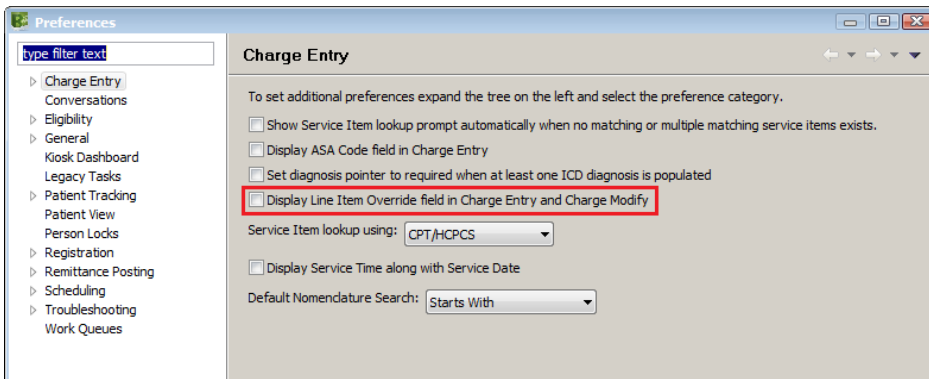 Preferences
type filter text
Charge Entry
Conversations
Eligibility
General
Kiosk Dashboard
Legacy Tasks
Patient Tracking
Patient View
Person Locks
Registration
Remittance Posting
Scheduling
Troubleshooting
Work Queues
Charge Entry
To set additional preferences expand the tree on the left and select the preference category.
Show Service Item lookup prompt automatically when no matching or multiple matching service items exists.
Display ASA Code field in Charge Entry
Set diagnosis pointer to required when at least one ICD diagnosis is populated
Display Line Item Override field in Charge Entry and Charge Modify
Service Item lookup using: CPT/HCPCS
Display Service Time along with Service Date
Default Nomenclature Search: Starts With